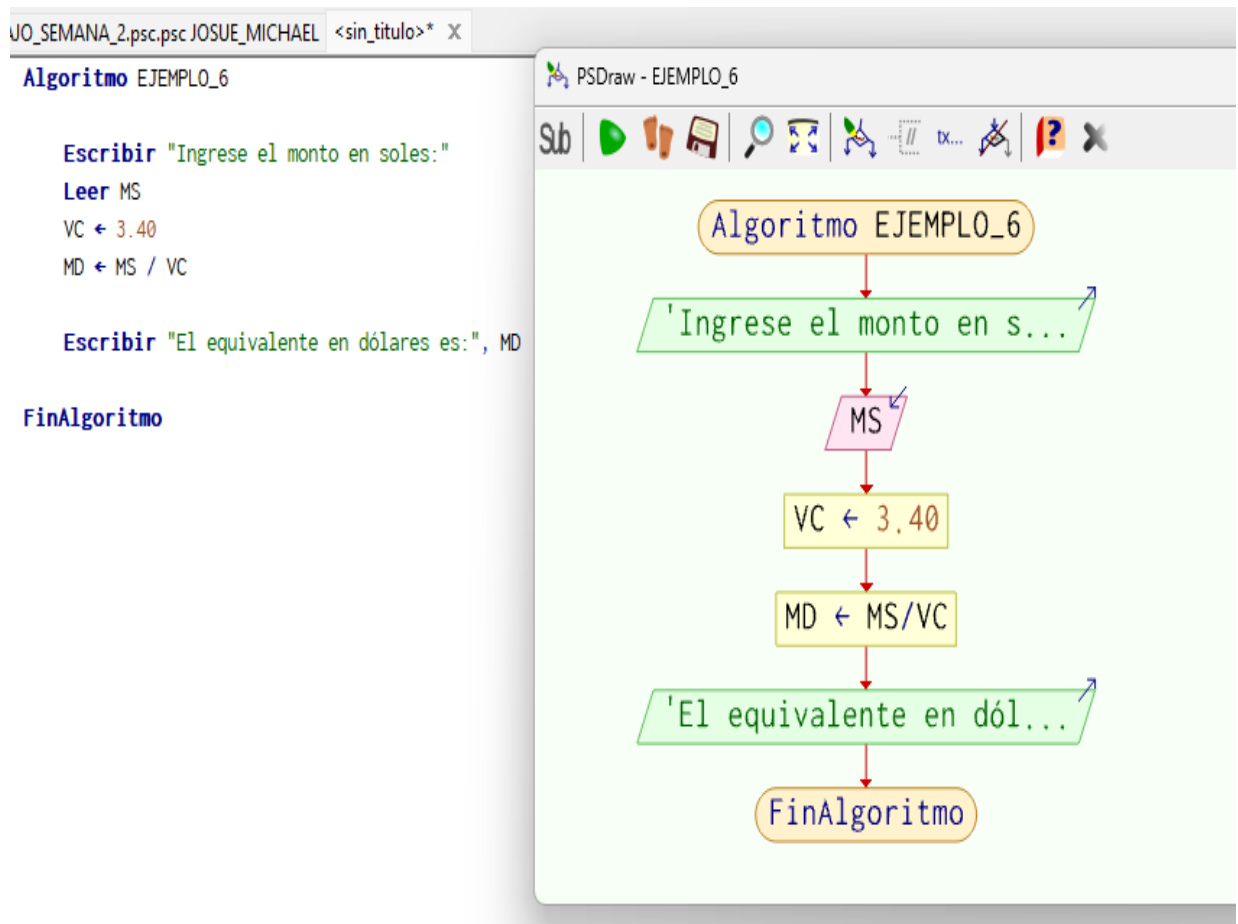 JO_SEMANA_2.psc.psc JOSUE_MICHAEL <sin_titulo>* X
Algoritmo EJEMPLO_6
Escribir "Ingrese el monto en soles:"
Leer MS
VC ← 3.40
MD ← MS / VC
Escribir "El equivalente en dólares es:", MD
FinAlgoritmo
PSDraw - EJEMPLO_6
Sub // tx... ?
Algoritmo EJEMPLO_6
'Ingrese el monto en s...
MS
VC ← 3.40
MD ← MS/VC
'El equivalente en dól...
FinAlgoritmo